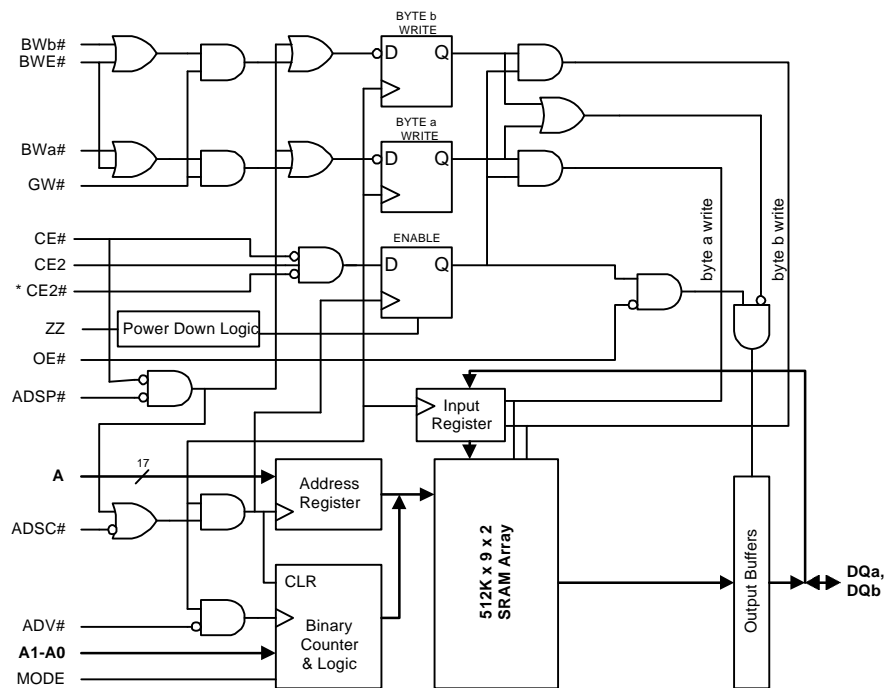 BYTE b
WRITE
BWb#
BWE#
D
Q
BYTE a
WRITE
BWa#
D
Q
GW#
byte a write
byte b write
CE#
ENABLE
CE2
D
Q
* CE2#
ZZ
Power Down Logic
OE#
ADSP#
Input
Register
A
17
Address
Register
ADSC#
512K x 9 x 2
SRAM Array
Output Buffers
CLR
DQa,
DQb
Binary
Counter
& Logic
ADV#
A1-A0
MODE